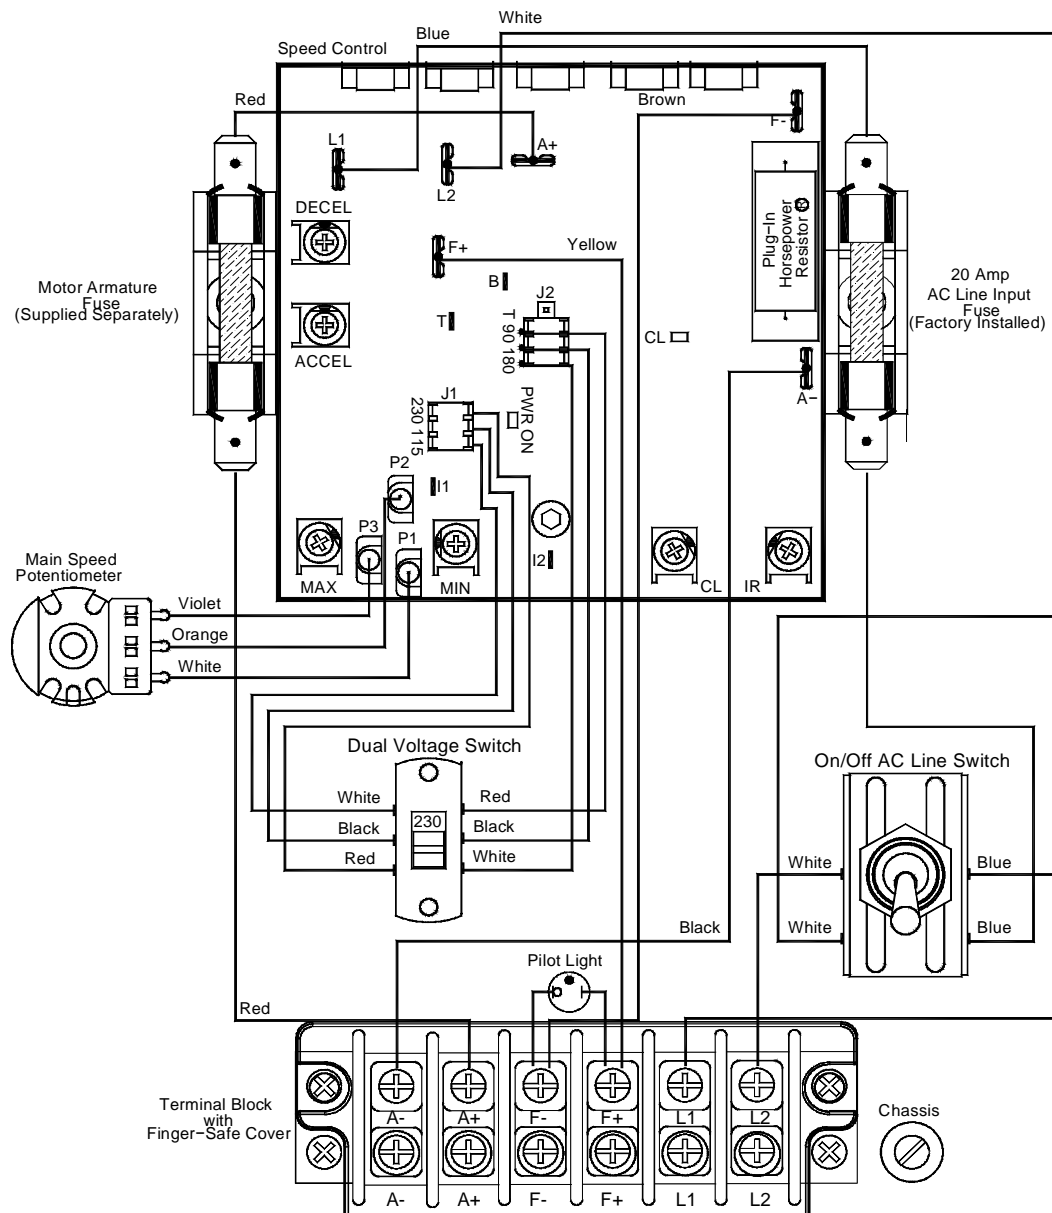 White
Blue
Speed Control
Red
Brown
L1
A+
F-
L2
DECEL
Plug-In
Horsepower
Resistor
F+
Yellow
B
J2
Motor Armature
Fuse
(Supplied Separately)
20 Amp
AC Line Input
Fuse
(Factory Installed)
T
T 90 180
CL
ACCEL
A-
J1
230 115
PWR ON
P2
I1
P3
P1
I2
MAX
MIN
CL
IR
Main Speed
Potentiometer
Violet
Orange
White
Dual Voltage Switch
On/Off AC Line Switch
White
Red
230
Black
Black
Red
White
White
Blue
White
Blue
Black
Pilot Light
Red
Terminal Block
with
Finger-Safe Cover
A- A+ F- F+ L1 L2
Chassis
A- A+ F- F+ L1 L2